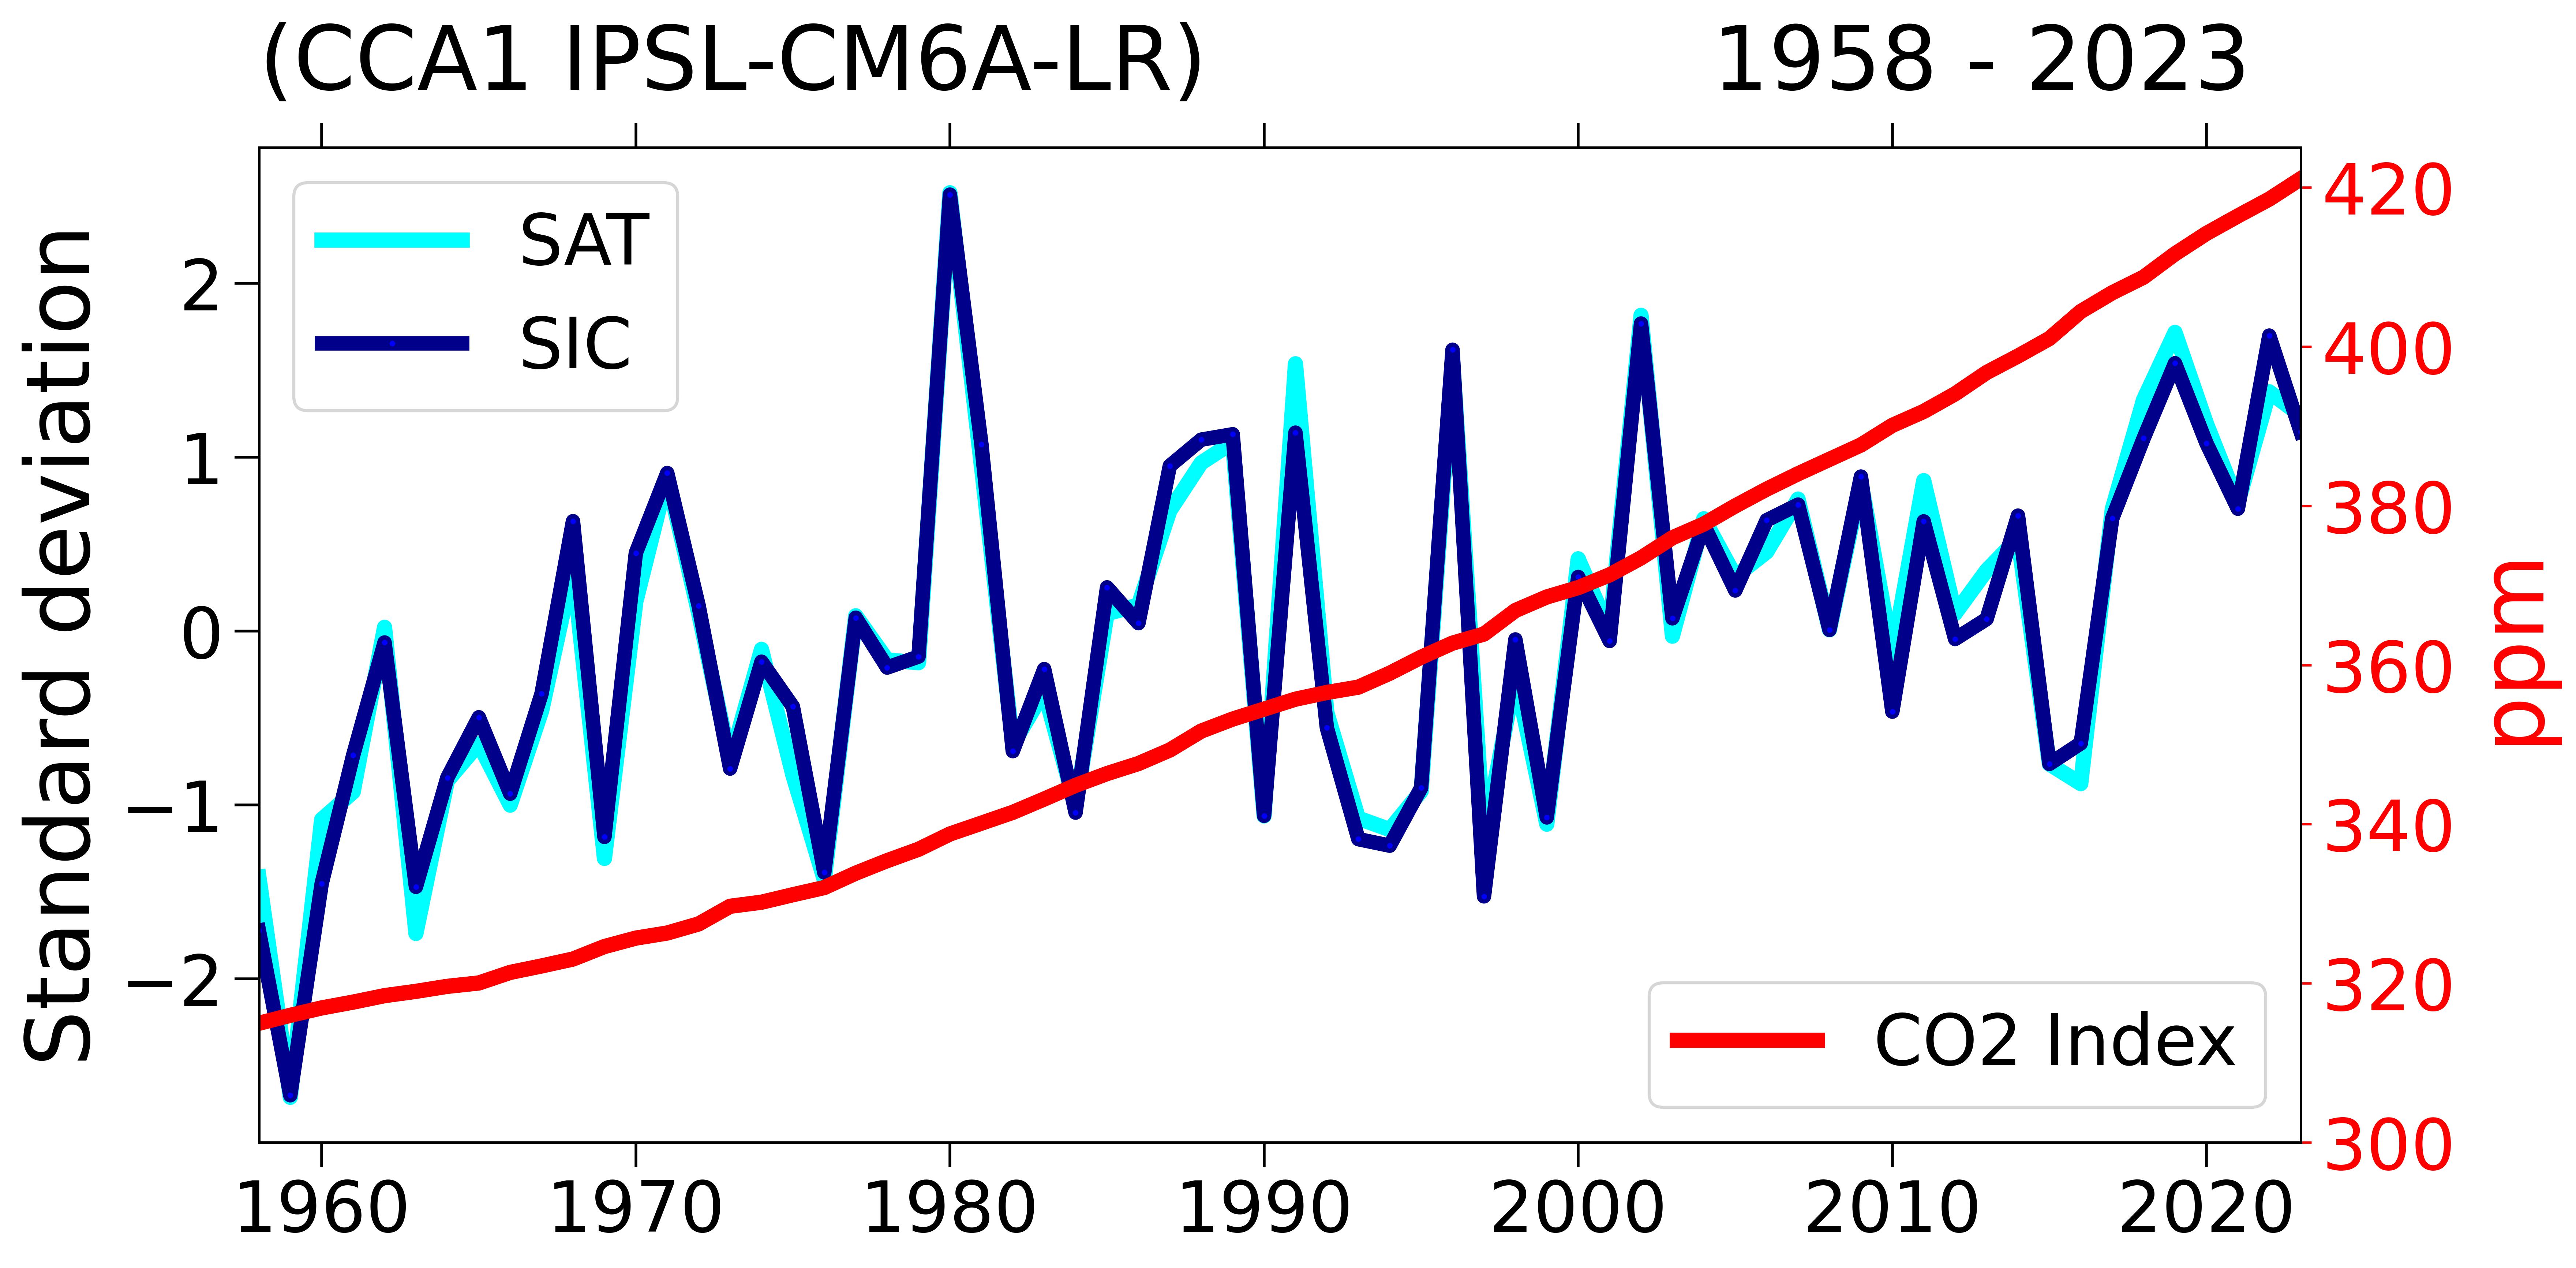 (CCA1 IPSL-CM6A-LR) 1958 - 2023
SAT
SIC
Standard deviation
2
1
0
−1
−2
420
400
380
360
340
320
300
ppm
CO2 Index
1960 1970 1980 1990 2000 2010 2020